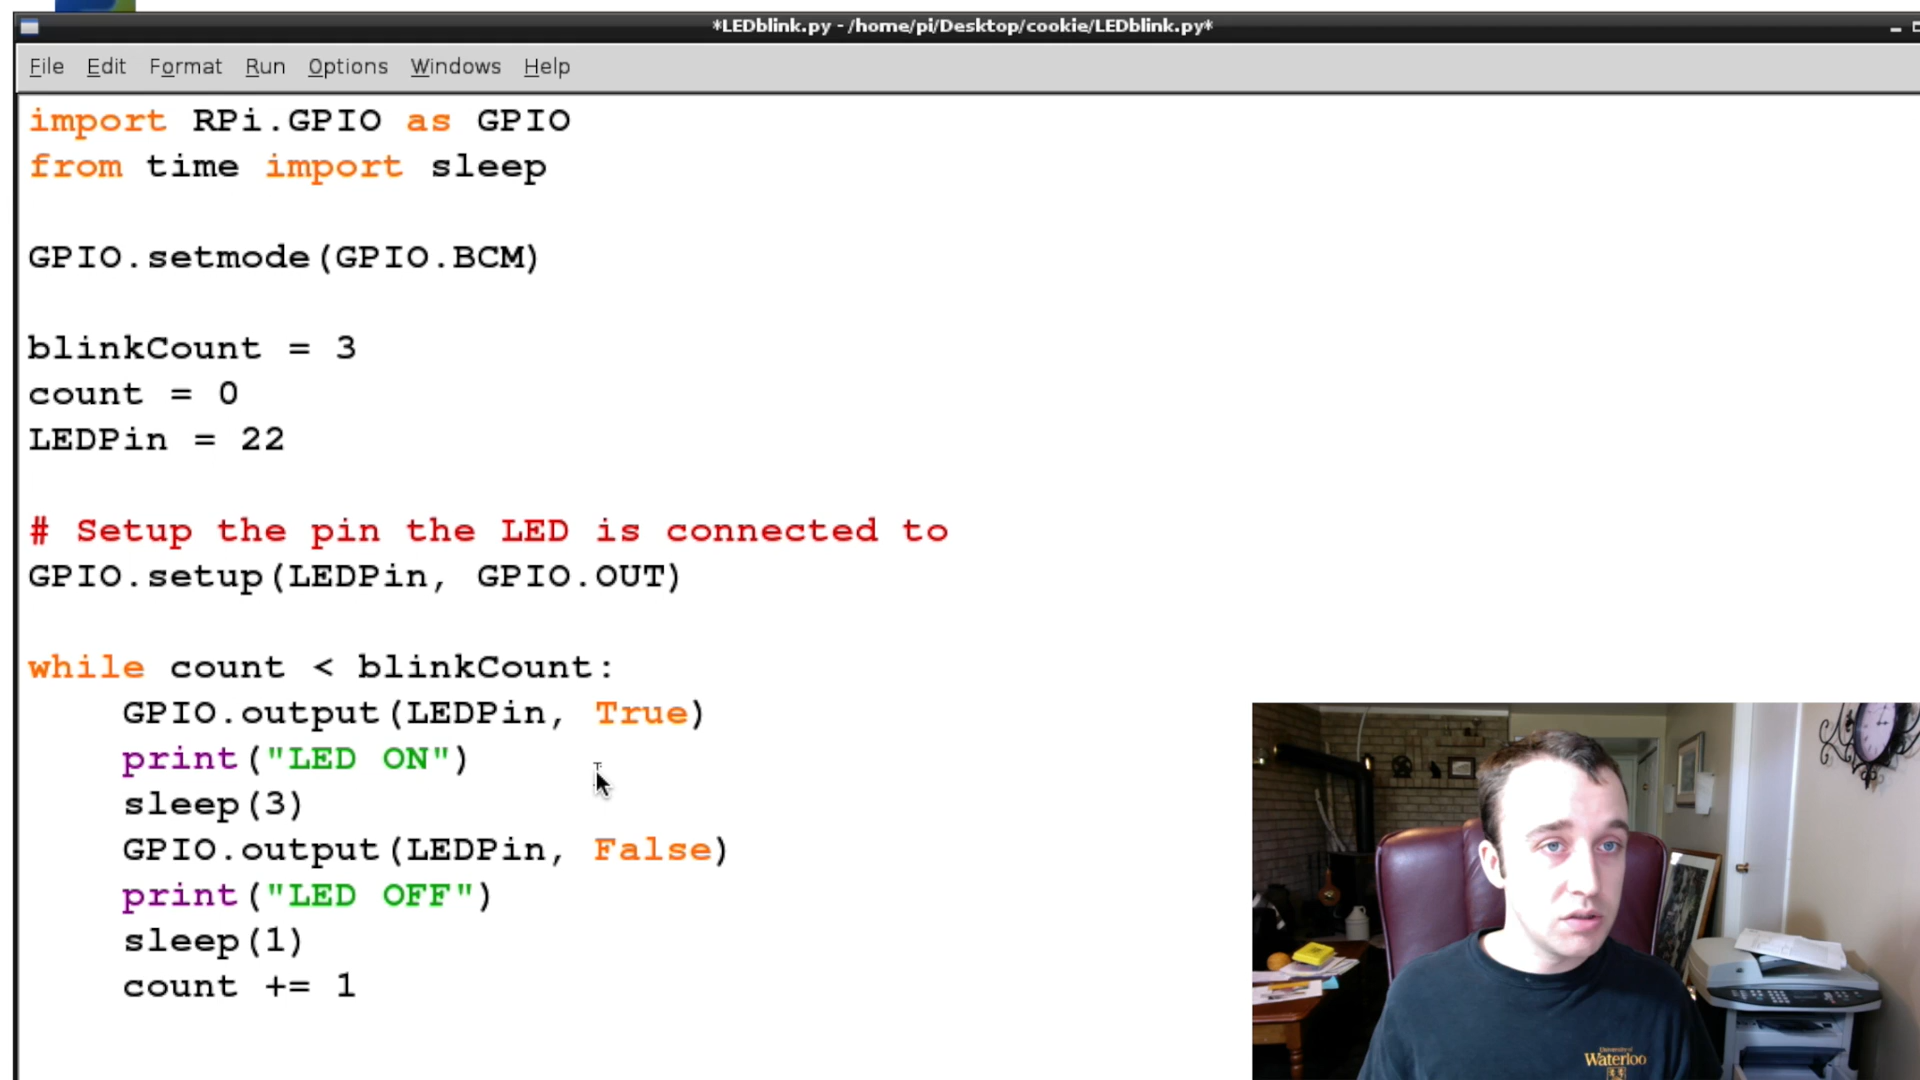 *LEDblink.py - /home/pi/Desktop/cookie/LEDblink.py*
File Edit Format Run Options Windows Help
import RPi.GPIO as GPIO
from time import sleep
GPIO.setmode(GPIO.BCM)
blinkCount = 3
count = 0
LEDPin = 22
# Setup the pin the LED is connected to
GPIO.setup(LEDPin, GPIO.OUT)
while count < blinkCount:
    GPIO.output(LEDPin, True)
    print("LED ON")
    sleep(3)
    GPIO.output(LEDPin, False)
    print("LED OFF")
    sleep(1)
    count += 1
University of
Waterloo